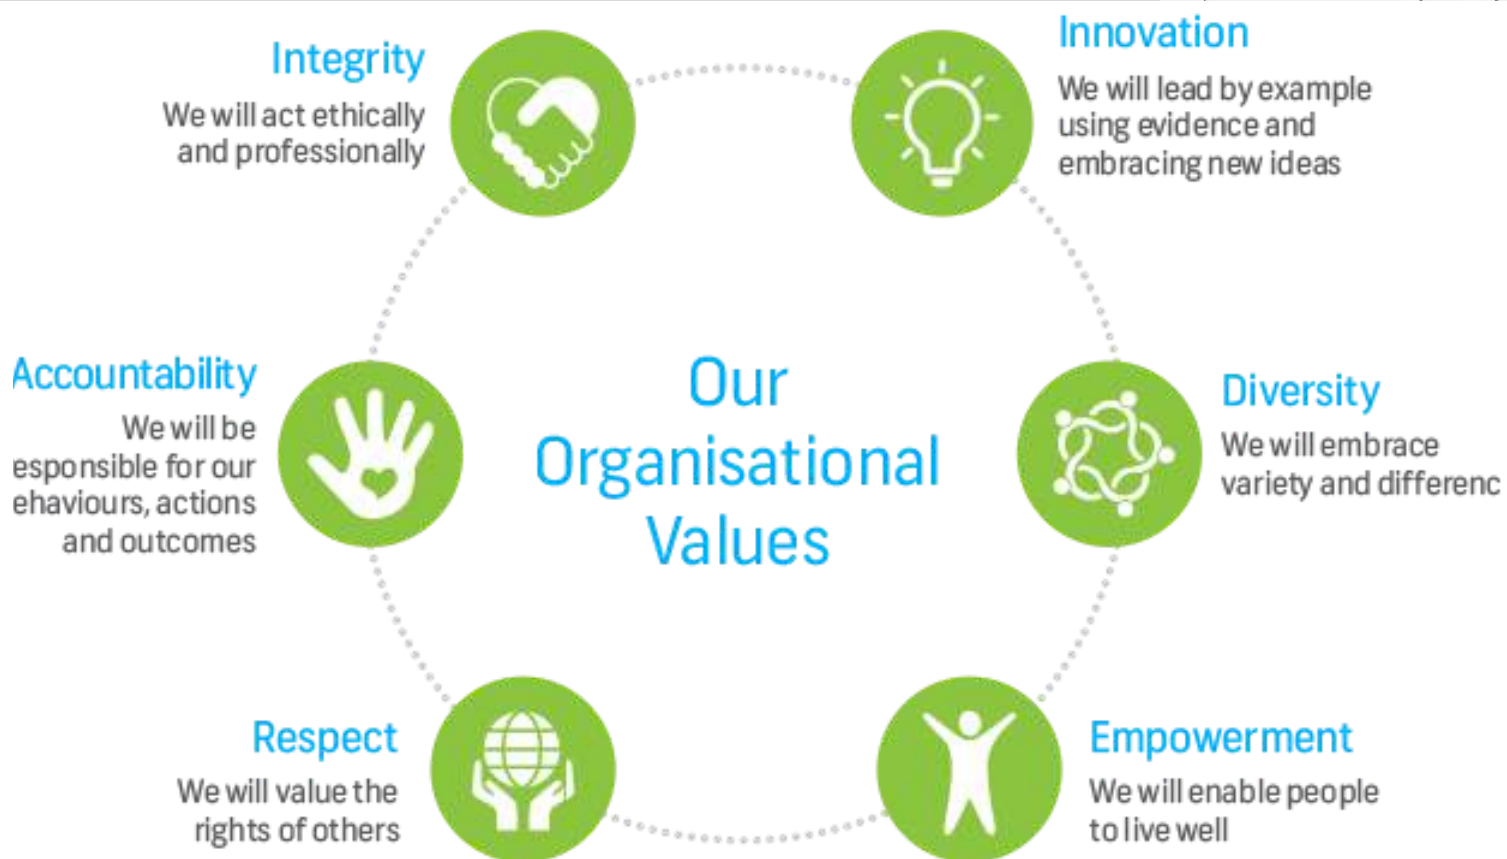 Integrity
We will act ethically
and professionally
Innovation
We will lead by example
using evidence and
embracing new ideas
Accountability
We will be
esponsible for our
ehaviours, actions
and outcomes
Our
Organisational
Values
Diversity
We will embrace
variety and differenc
Respect
We will value the
rights of others
Empowerment
We will enable people
to live well